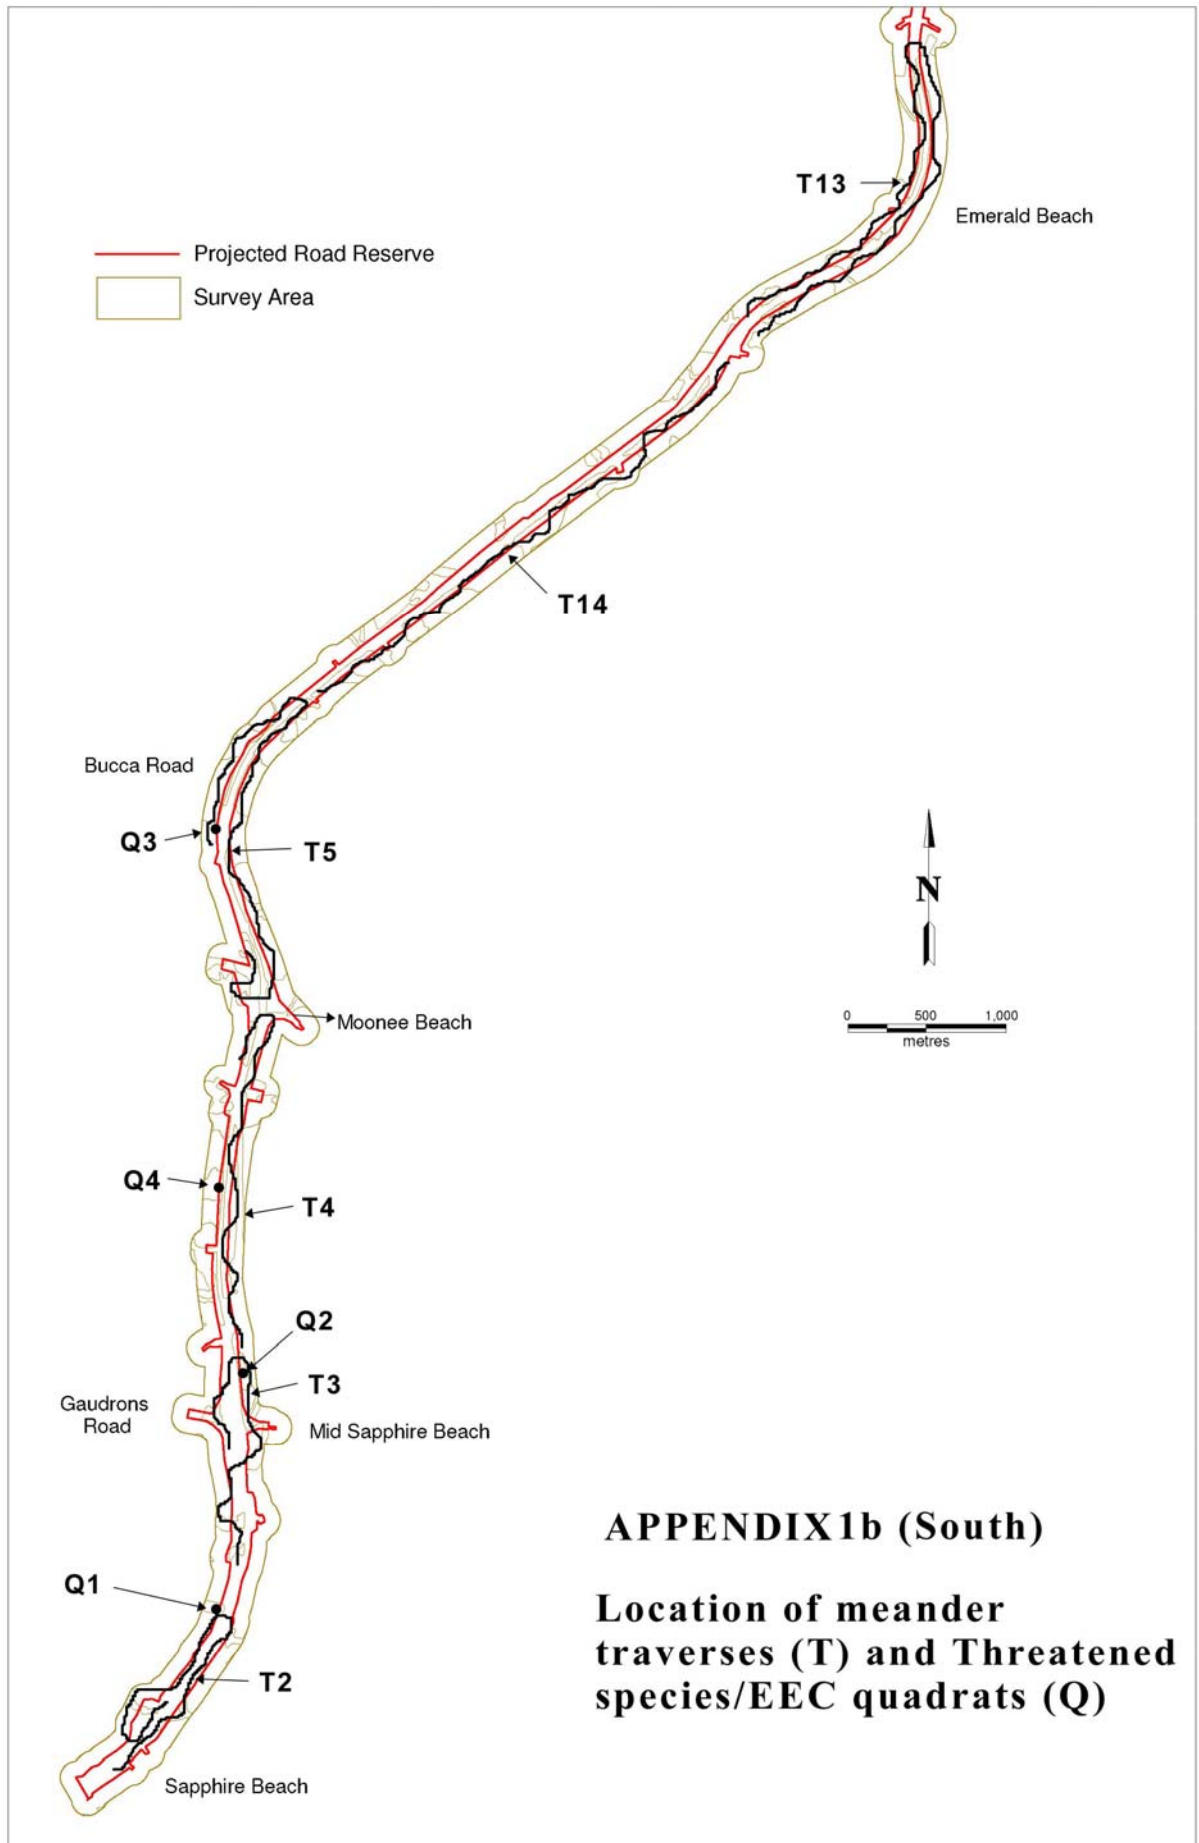 T13
Emerald Beach
Projected Road Reserve
Survey Area
T14
Bucca Road
Q3
T5
N
0 500 1,000
metres
Moonee Beach
Q4
T4
Q2
T3
Gaudrons
Road
Mid Sapphire Beach
APPENDIX1b (South)
Q1
Location of meander
traverses (T) and Threatened
species/EEC quadrats (Q)
T2
Sapphire Beach